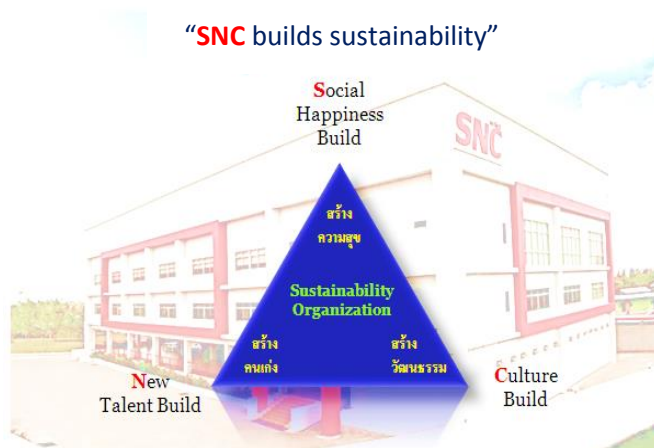 “SNC builds sustainability”
Social
Happiness
Build
SNC
สร้าง
ความสุข
Sustainability
Organization
สร้าง
คนเก่ง
สร้าง
วัฒนธรรม
New
Talent Build
Culture
Build